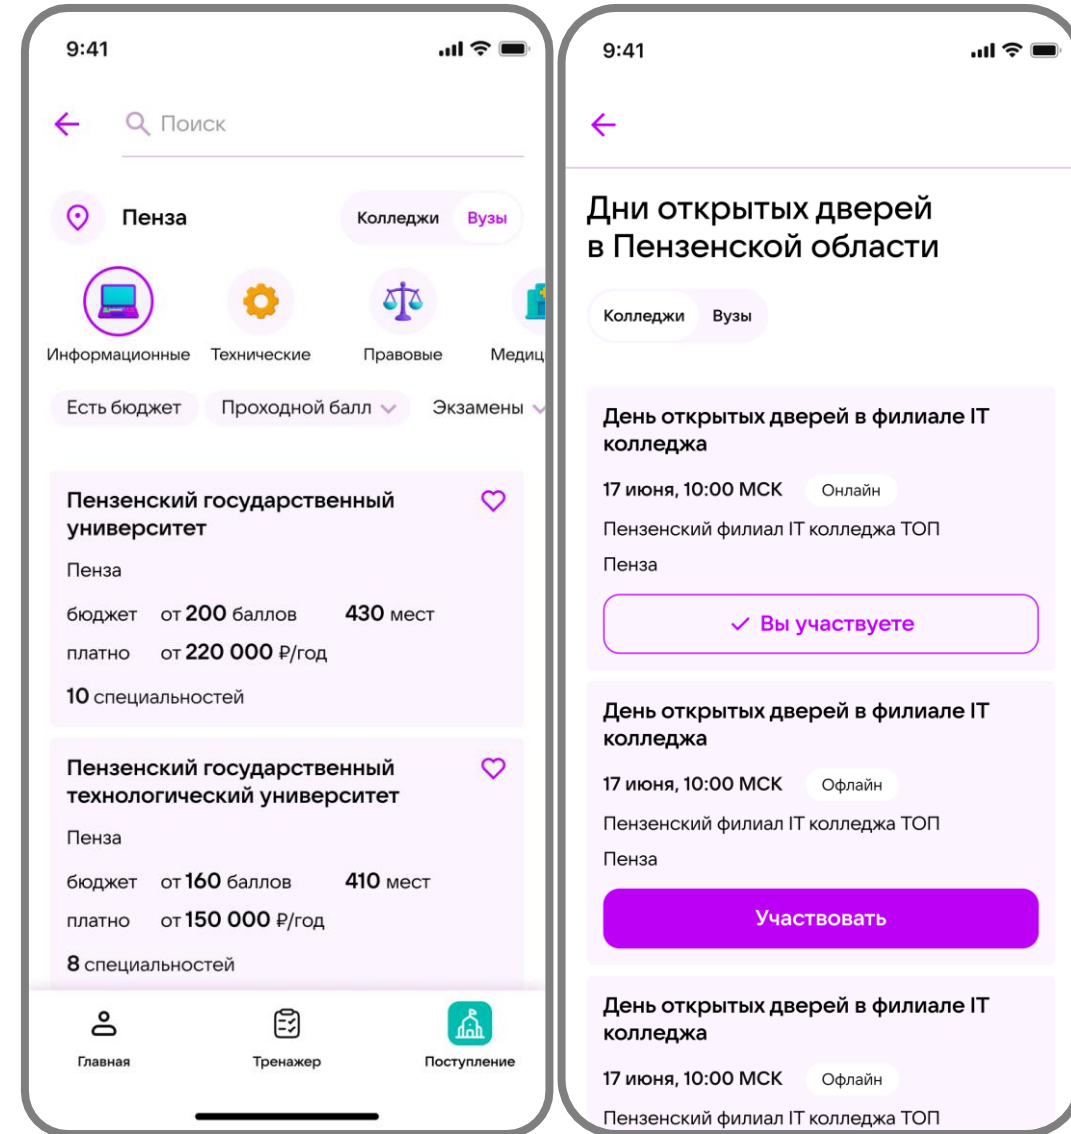 9:41
Поиск
Пенза
Колледжи Вузы
Информационные Технические Правовые Медиц
Есть бюджет Проходной балл Экзамены
Пензенский государственный
университет
Пенза
бюджет от 200 баллов 430 мест
платно от 220 000 ₽/год
10 специальностей
Пензенский государственный
технологический университет
Пенза
бюджет от 160 баллов 410 мест
платно от 150 000 ₽/год
8 специальностей
Главная Тренажер Поступление
9:41
Дни открытых дверей
в Пензенской области
Колледжи Вузы
День открытых дверей в филиале IT
колледжа
17 июня, 10:00 МСК Онлайн
Пензенский филиал IT колледжа ТОП
Пенза
Вы участвуете
День открытых дверей в филиале IT
колледжа
17 июня, 10:00 МСК Офлайн
Пензенский филиал IT колледжа ТОП
Пенза
Участвовать
День открытых дверей в филиале IT
колледжа
17 июня, 10:00 МСК Офлайн
Пензенский филиал IT колледжа ТОП